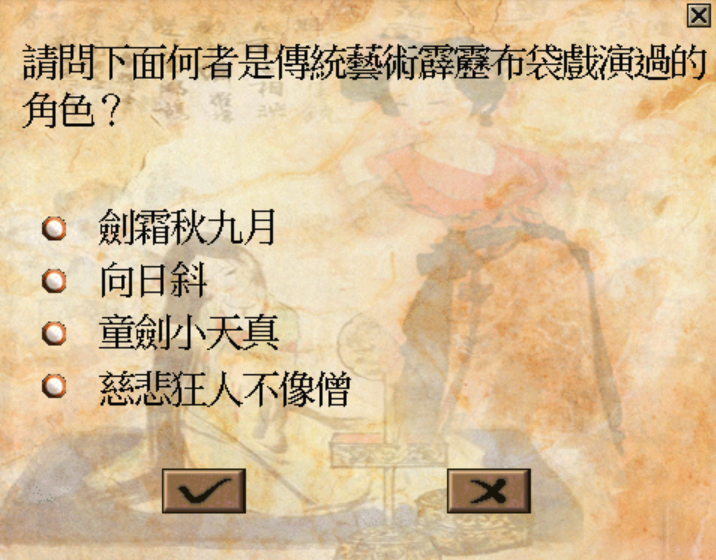 請問下面何者是傳統藝術霹靂布袋戲演過的
角色？
劍霜秋九月
向日斜
童劍小天真
慈悲狂人不像僧